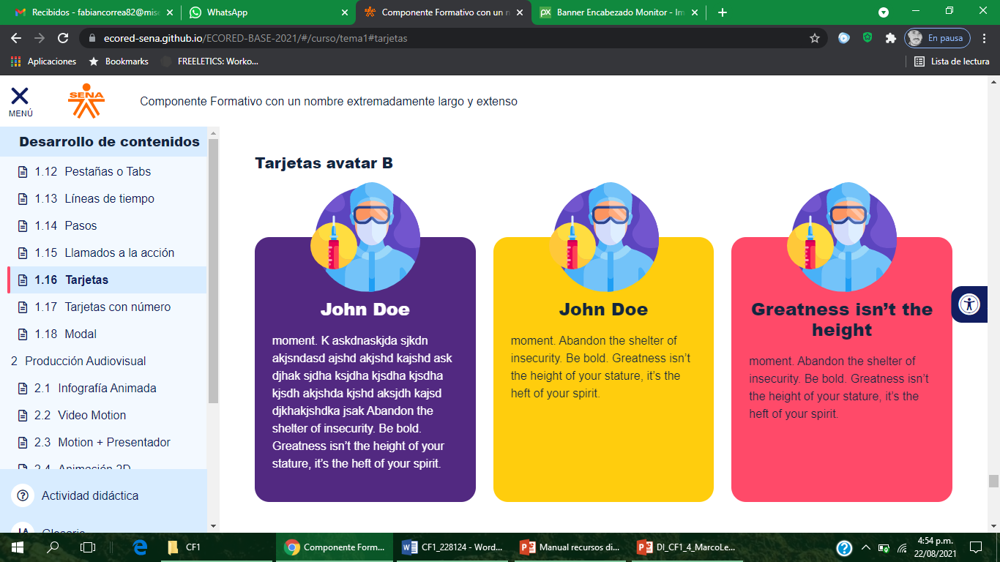 Recibidos - fabiancorrea82@mise
WhatsApp
Componente Formativo con un n
Banner Encabezado Monitor - Im
ecored-sena.github.io/ECORED-BASE-2021/#/curso/tema1#tarjetas
En pausa
Aplicaciones
Bookmarks
FREELETICS: Worko...
Lista de lectura
MENÚ
SENA
Componente Formativo con un nombre extremadamente largo y extenso
Desarrollo de contenidos
1.12 Pestañas o Tabs
1.13 Líneas de tiempo
1.14 Pasos
1.15 Llamados a la acción
1.16 Tarjetas
1.17 Tarjetas con número
1.18 Modal
2 Producción Audiovisual
2.1 Infografía Animada
2.2 Video Motion
2.3 Motion + Presentador
2.4 Animación 2D
Actividad didáctica
Glosario
Tarjetas avatar B
John Doe
moment. K askdnaskjda sjkdn
akjsndasd ajshd akjshd kajshd ask
djhak sjdha ksjdha kjsdha kjsdha
kjsdh akjshda kjshd aksjdh kajsd
djkhakjshdka jsak Abandon the
shelter of insecurity. Be bold.
Greatness isn’t the height of your
stature, it’s the heft of your spirit.
John Doe
moment. Abandon the shelter of
insecurity. Be bold. Greatness isn’t
the height of your stature, it’s the
heft of your spirit.
Greatness isn’t the
height
moment. Abandon the shelter of
insecurity. Be bold. Greatness isn’t
the height of your stature, it’s the
heft of your spirit.
CF1
Componente Form...
CF1_228124 - Word...
Manual recursos di...
DI_CF1_4_MarcoLe...
4:54 p.m.
22/08/2021